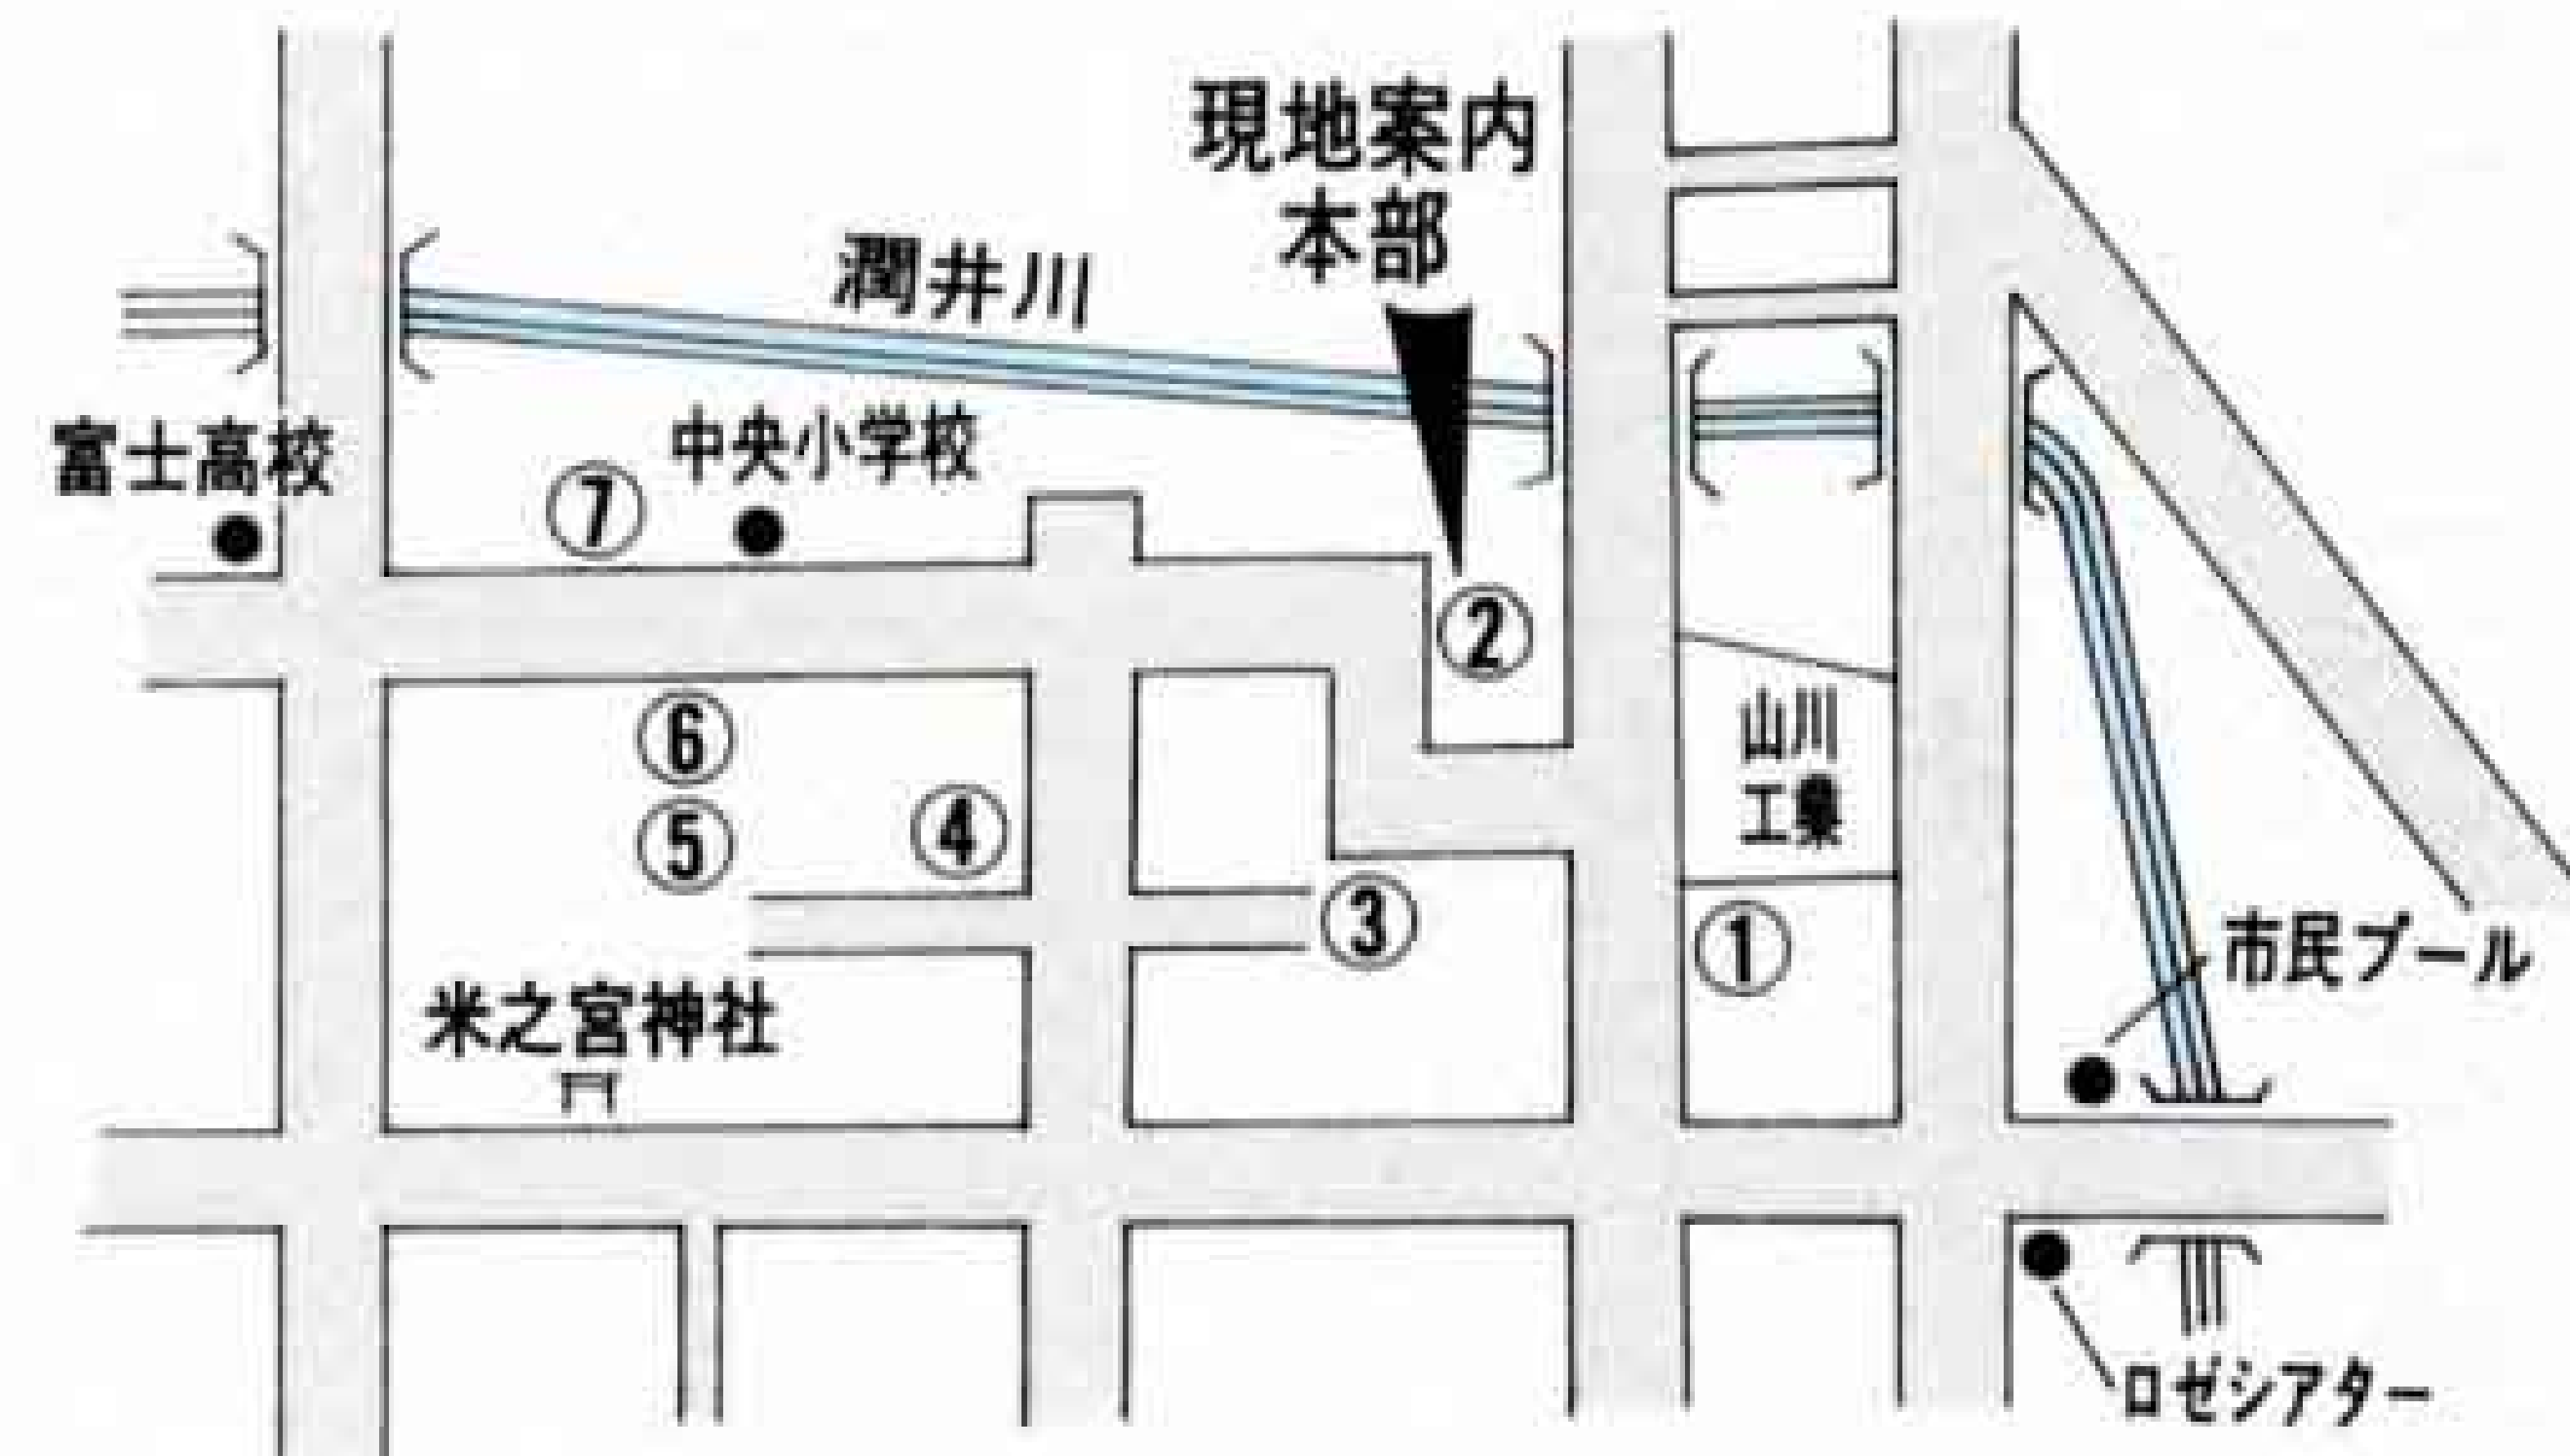 現地案内
本部
潤井川
富士高校
中央小学校
⑦
②
⑥
山川
工業
⑤
④
③
①
市民プール
米之宮神社
ロゼシアター